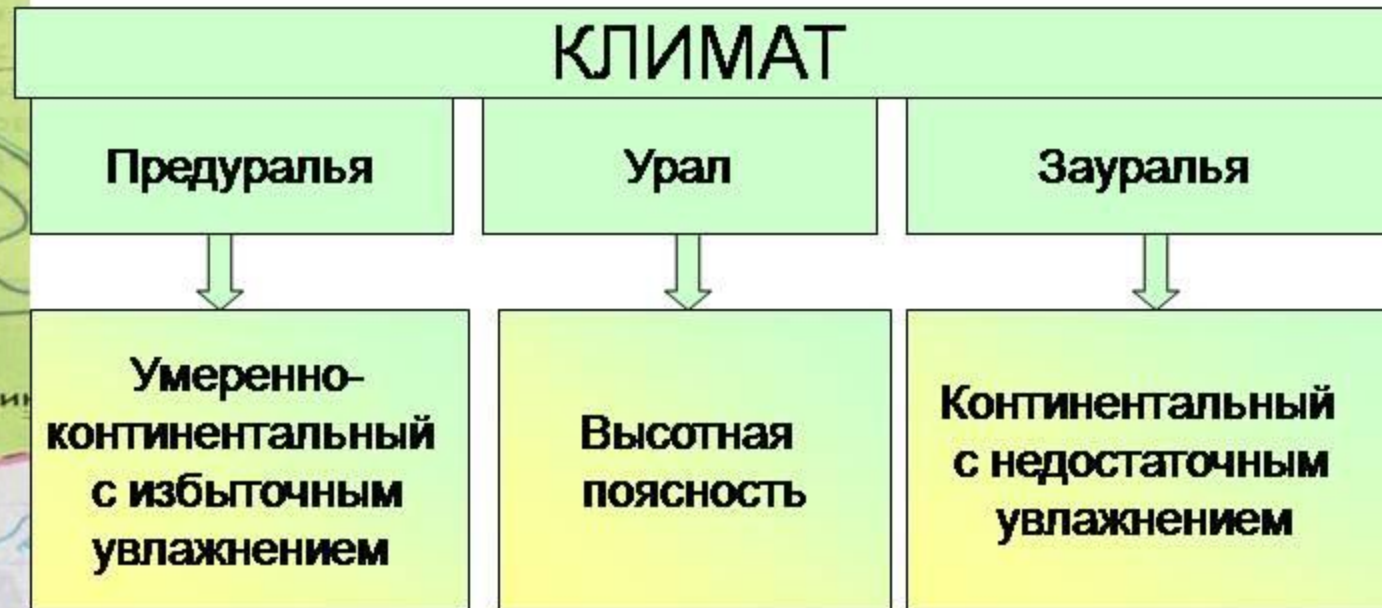 КЛИМАТ
Предуралья
Урал
Зауралья
Умеренно-
континентальный
с избыточным
увлажнением
Высотная
поясность
Континентальный
с недостаточным
увлажнением